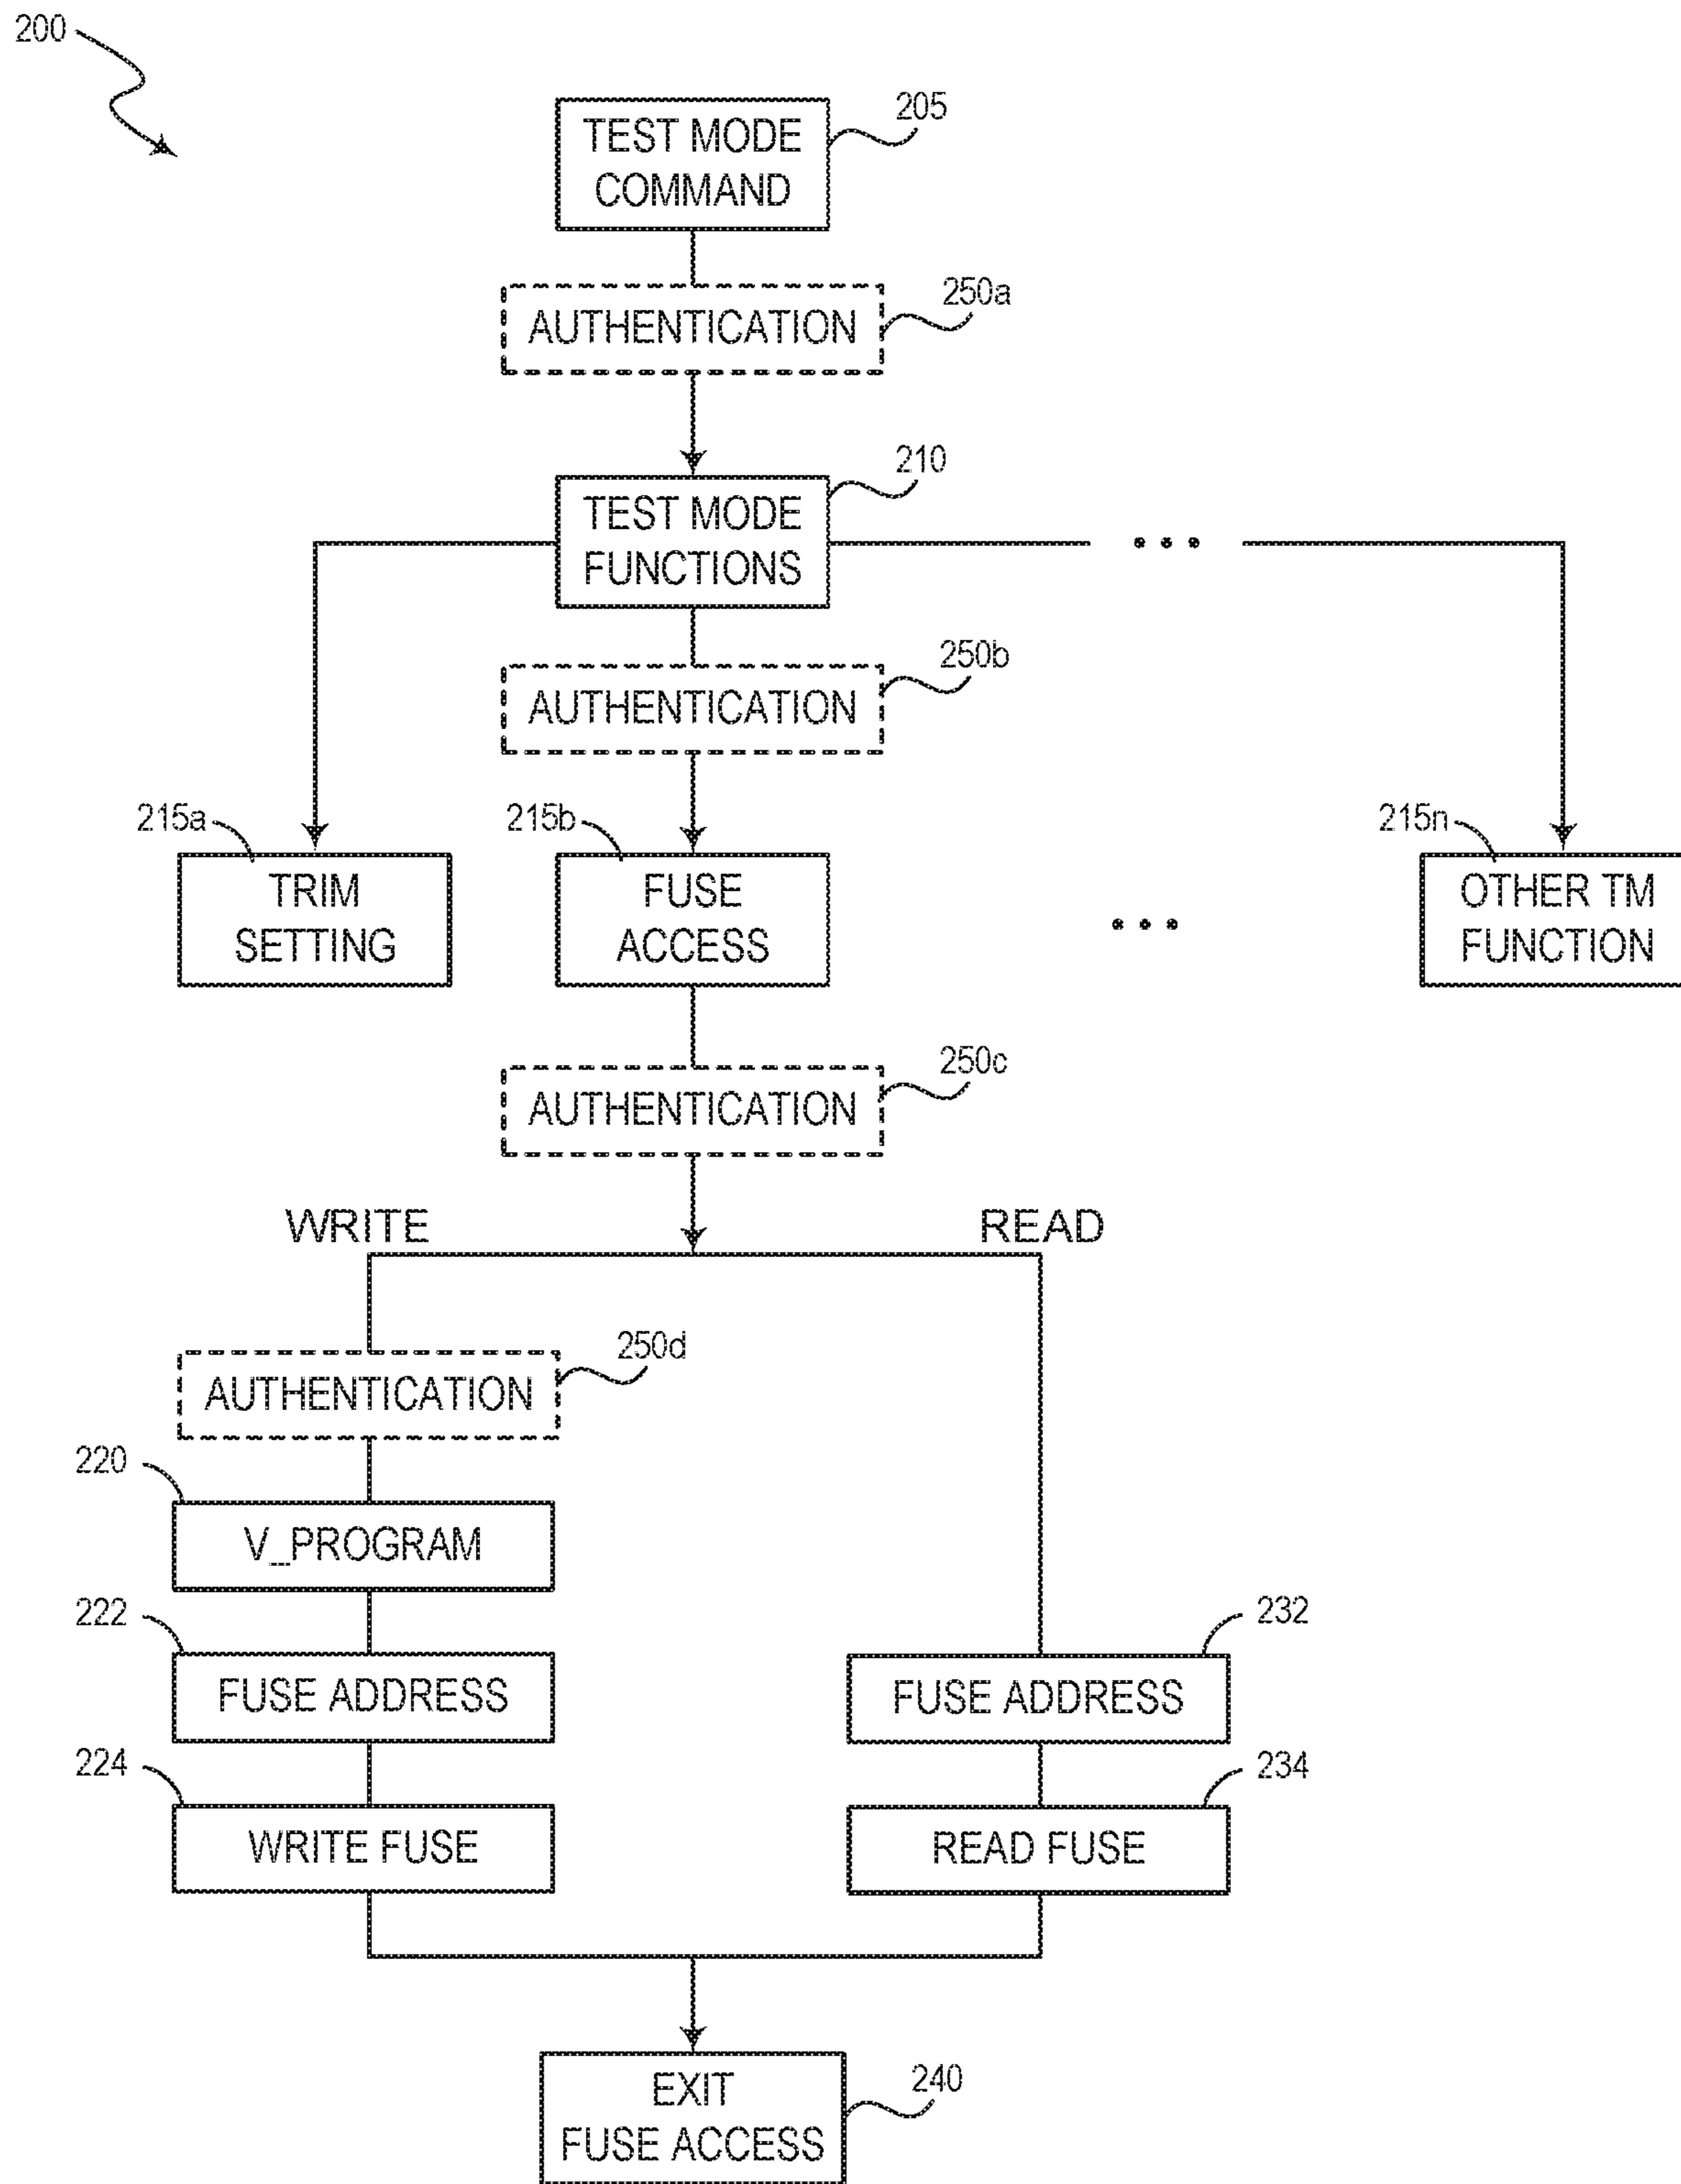 200
205
TEST MODE
COMMAND
250a
AUTHENTICATION
210
TEST MODE
FUNCTIONS
...
250b
AUTHENTICATION
215a
215b
215n
TRIM
SETTING
FUSE
ACCESS
...
OTHER TM
FUNCTION
250c
AUTHENTICATION
WRITE
READ
250d
AUTHENTICATION
220
V_PROGRAM
222
FUSE ADDRESS
232
FUSE ADDRESS
224
WRITE FUSE
234
READ FUSE
240
EXIT
FUSE ACCESS